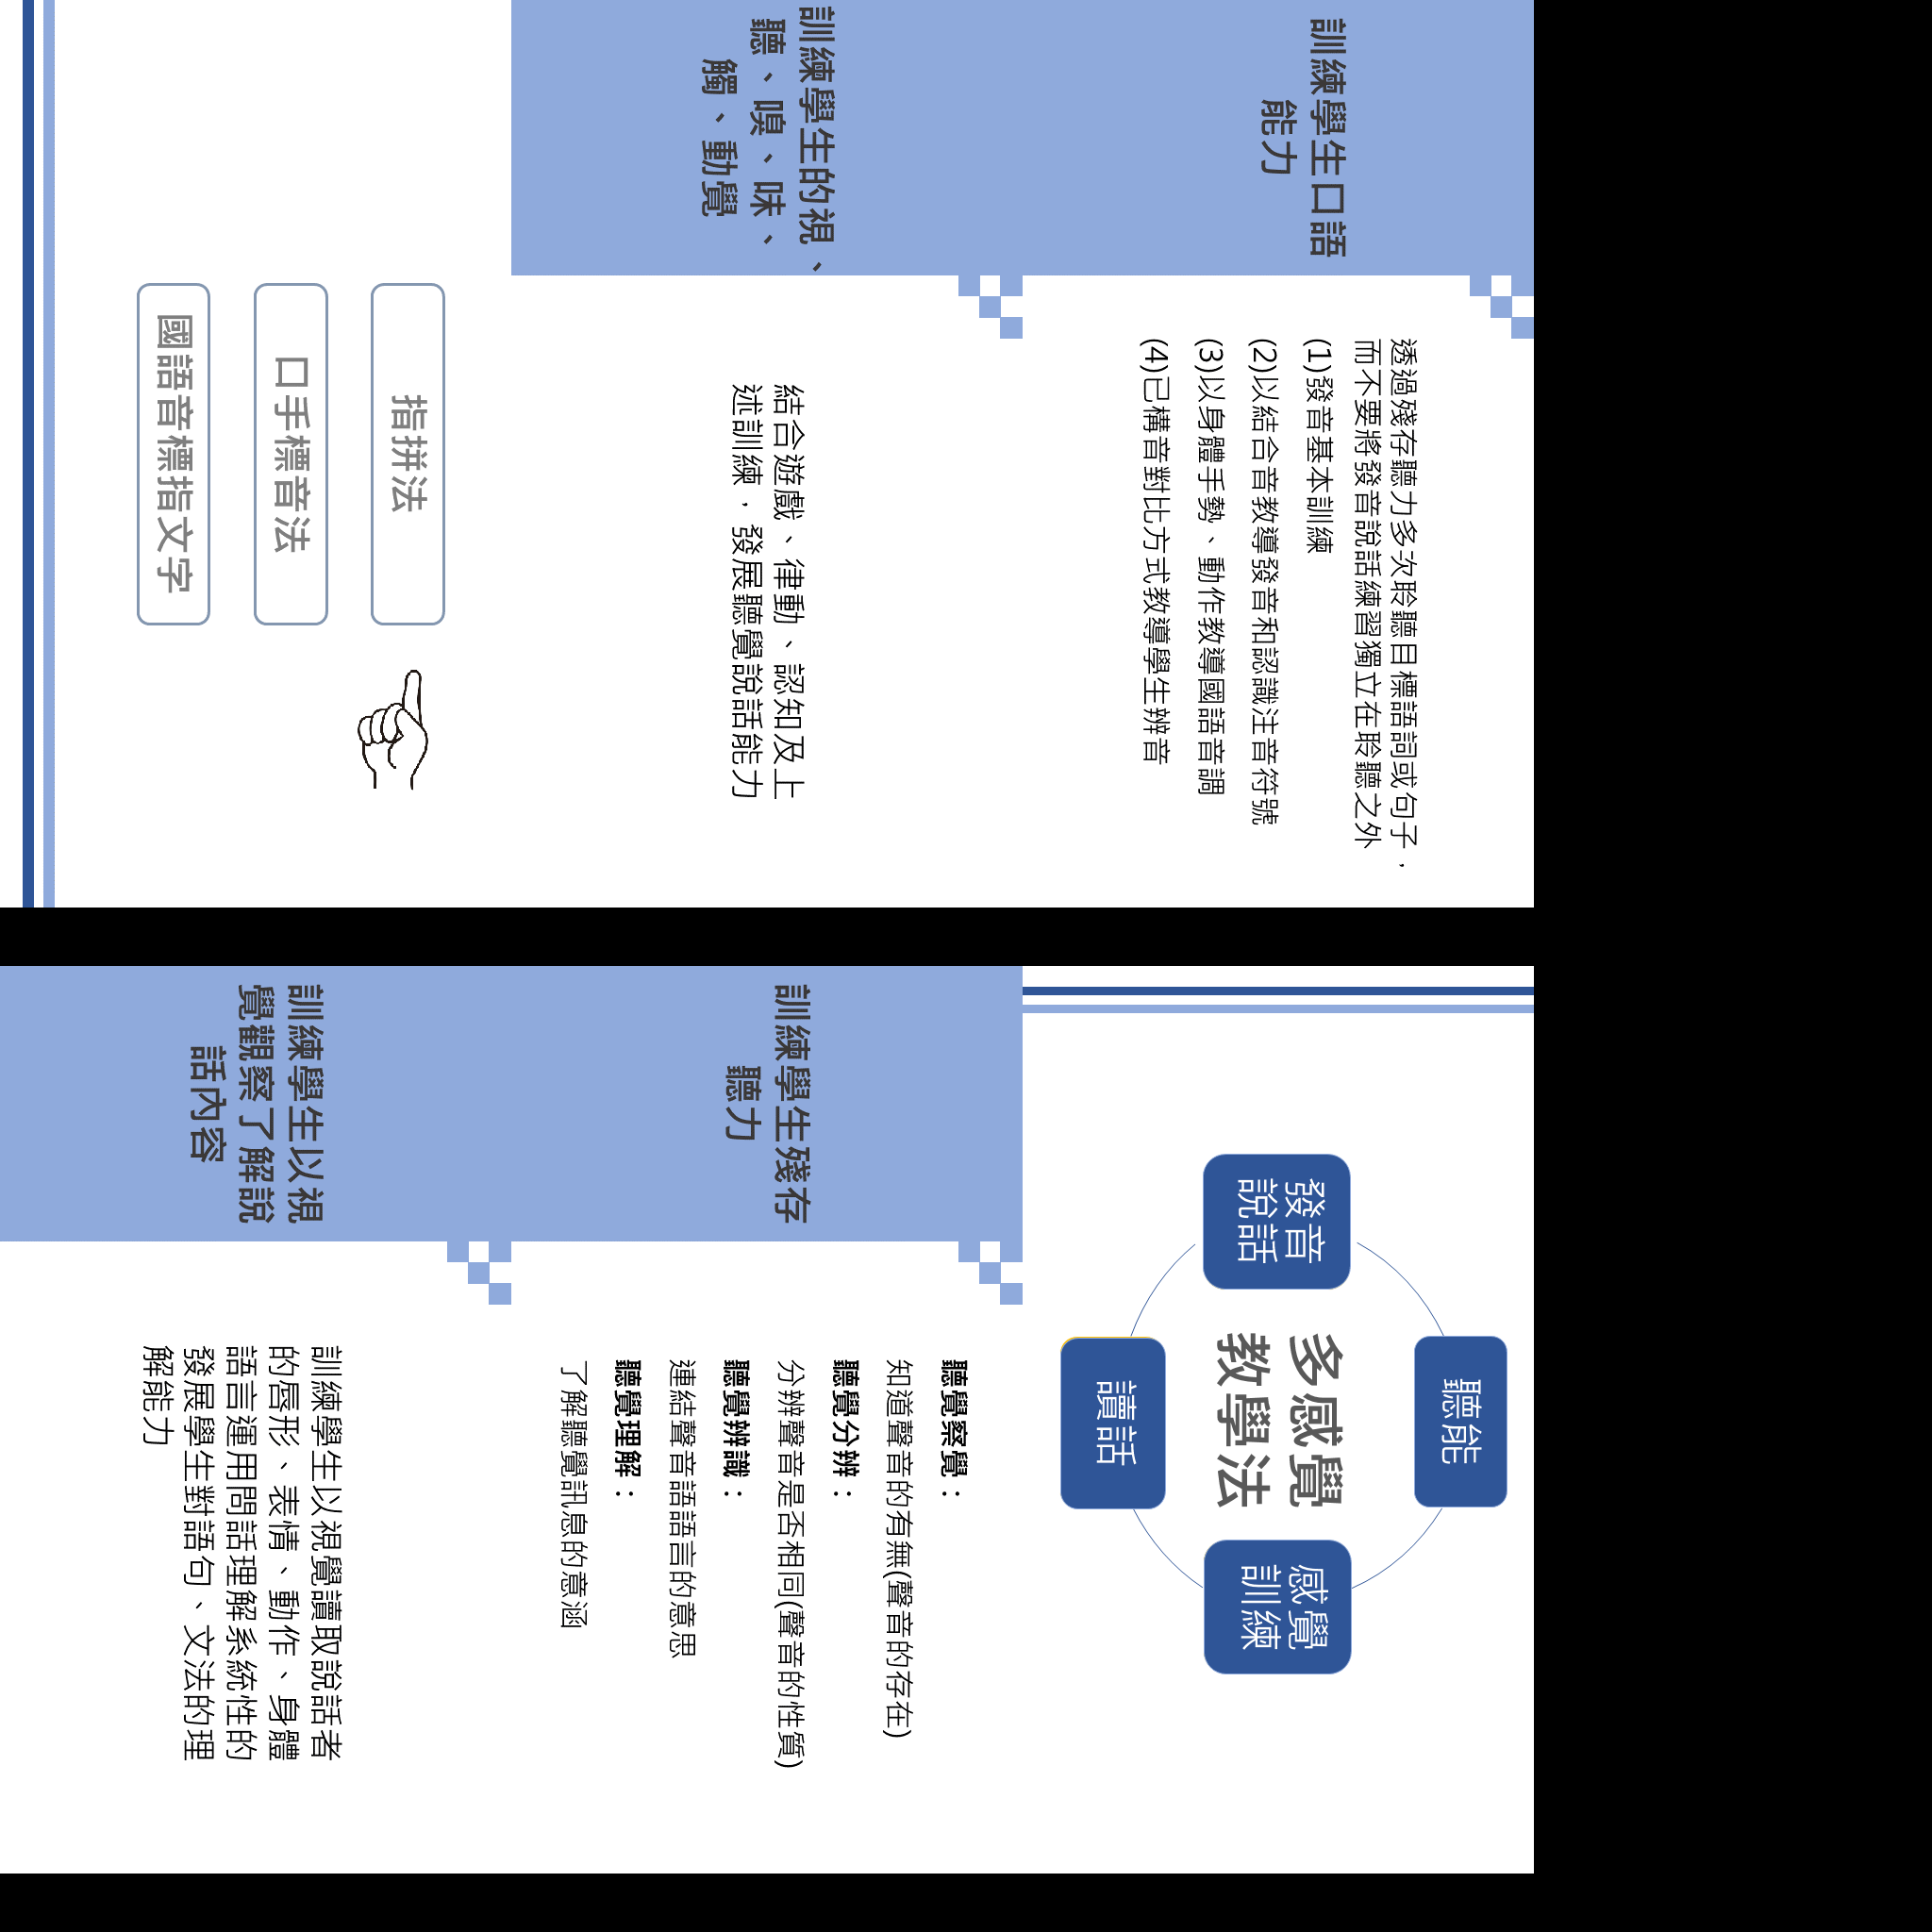 訓練學生口語
能力
透過殘存聽力多次聆聽目標語詞或句子，
而不要將發音說話練習獨立在聆聽之外
(1)發音基本訓練
(2)以結合音教導發音和認識注音符號
(3)以身體手勢、動作教導國語音調
(4)已構音對比方式教導學生辨音
訓練學生的視、
聽、嗅、味、
觸、動覺
結合遊戲、律動、認知及上
述訓練，發展聽覺說話能力
指拼法
口手標音法
國語音標指文字
聽能
發音
說話
多感覺
教學法
感覺
訓練
讀話
訓練學生殘存
聽力
聽覺察覺：
知道聲音的有無(聲音的存在)
聽覺分辨：
分辨聲音是否相同(聲音的性質)
聽覺辨識：
連結聲音語語言的意思
聽覺理解：
了解聽覺訊息的意涵
訓練學生以視
覺觀察了解說
話內容
訓練學生以視覺讀取說話者
的唇形、表情、動作、身體
語言運用問話理解系統性的
發展學生對語句、文法的理
解能力